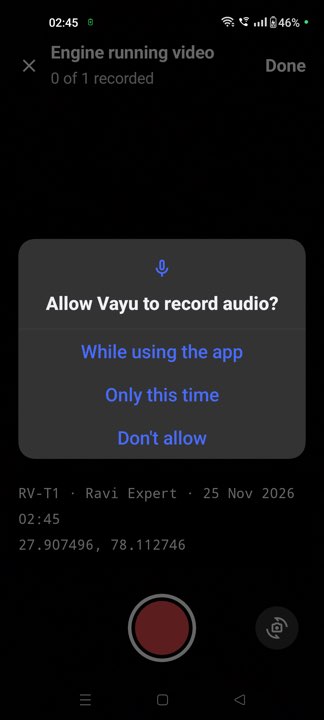 02:45
46%
Engine running video
0 of 1 recorded
Done
Allow Vayu to record audio?
While using the app
Only this time
Don't allow
RV-T1 · Ravi Expert · 25 Nov 2026
02:45
27.907496, 78.112746